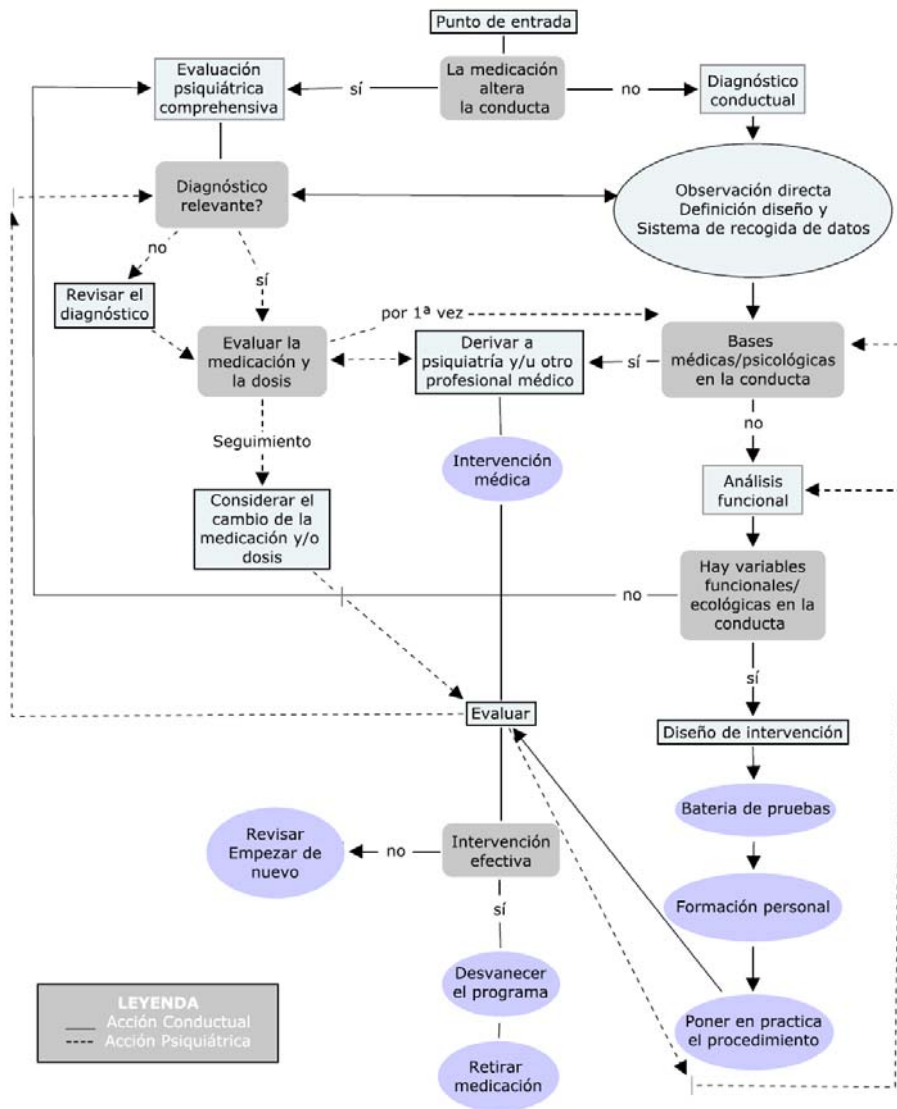 Punto de entrada
Evaluación
psiquiátrica
comprehensiva
sí
La medicación
altera
la conducta
no
Diagnóstico
conductual
Diagnóstico
relevante?
Observación directa
Definición diseño y
Sistema de recogida de datos
no
sí
Revisar el
diagnóstico
por 1ª vez
Evaluar la
medicación y
la dosis
Derivar a
psiquiatría y/u otro
profesional médico
sí
Bases
médicas/psicológicas
en la conducta
no
Seguimiento
Intervención
médica
Análisis
funcional
Considerar el
cambio de la
medicación y/o
dosis
no
Hay variables
funcionales/
ecológicas en la
conducta
sí
Evaluar
Diseño de intervención
Bateria de pruebas
Revisar
Empezar de
nuevo
no
Intervención
efectiva
sí
Formación personal
Desvanecer
el programa
Poner en practica
el procedimiento
Retirar
medicación
LEYENDA
Acción Conductual
Acción Psiquiátrica